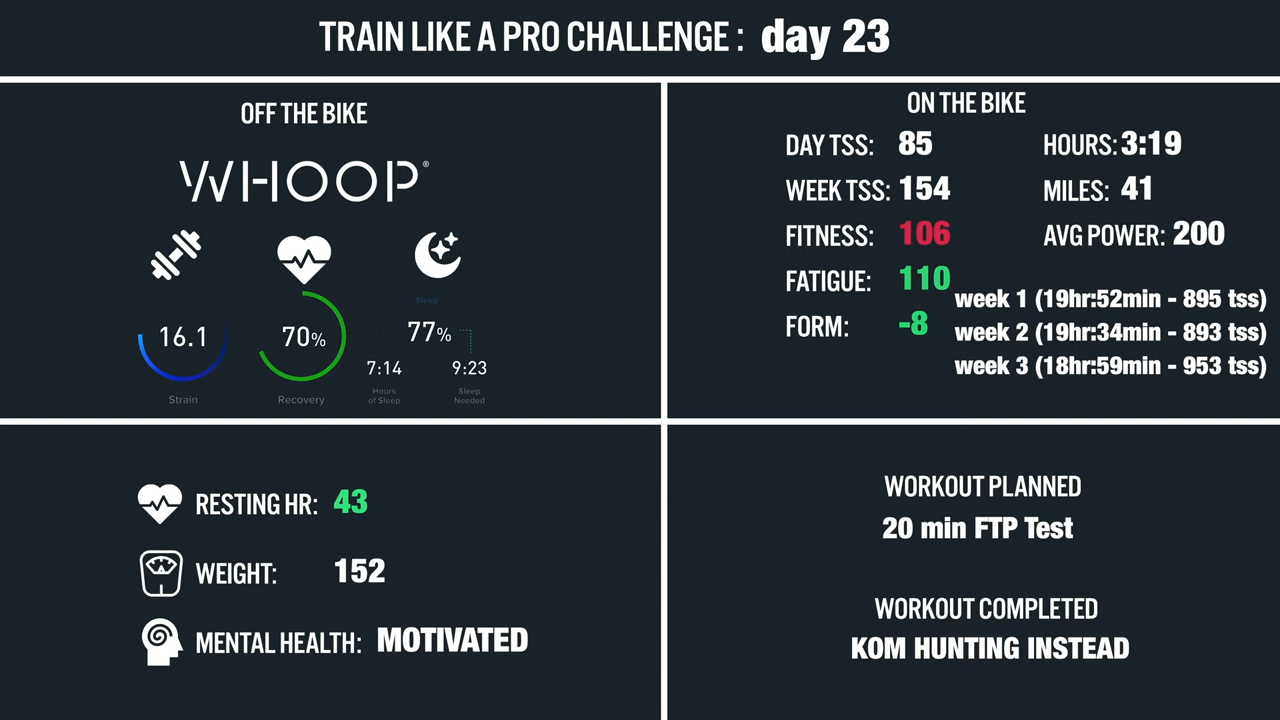 TRAIN LIKE A PRO CHALLENGE : day 23
OFF THE BIKE
WHOOP®
Sleep
16.1
70%
77%
7:14
9:23
Strain
Recovery
Hours
of Sleep
Sleep
Needed
ON THE BIKE
DAY TSS: 85
HOURS: 3:19
WEEK TSS: 154
MILES: 41
FITNESS: 106
AVG POWER: 200
FATIGUE: 110
FORM: -8
week 1 (19hr:52min - 895 tss)
week 2 (19hr:34min - 893 tss)
week 3 (18hr:59min - 953 tss)
RESTING HR: 43
WEIGHT: 152
MENTAL HEALTH: MOTIVATED
WORKOUT PLANNED
20 min FTP Test
WORKOUT COMPLETED
KOM HUNTING INSTEAD